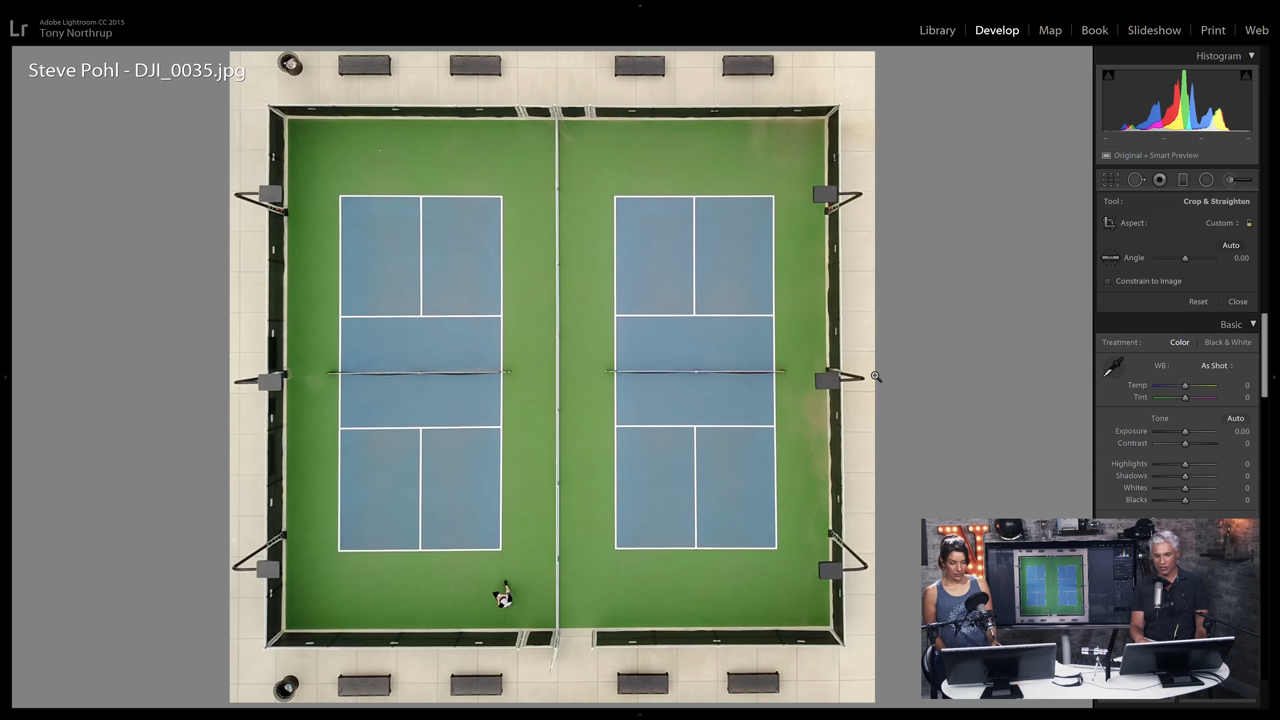 Lr
Adobe Lightroom CC 2015
Tony Northrup
Library | Develop | Map | Book | Slideshow | Print | Web
Steve Pohl - DJI_0035.jpg
Histogram
Original + Smart Preview
Tool : Crop & Straighten
Aspect : Custom
Auto
Angle 0.00
Constrain to Image
Reset Close
Basic
Treatment : Color | Black & White
WB : As Shot
Temp 0
Tint 0
Tone Auto
Exposure 0.00
Contrast 0
Highlights 0
Shadows 0
Whites 0
Blacks 0